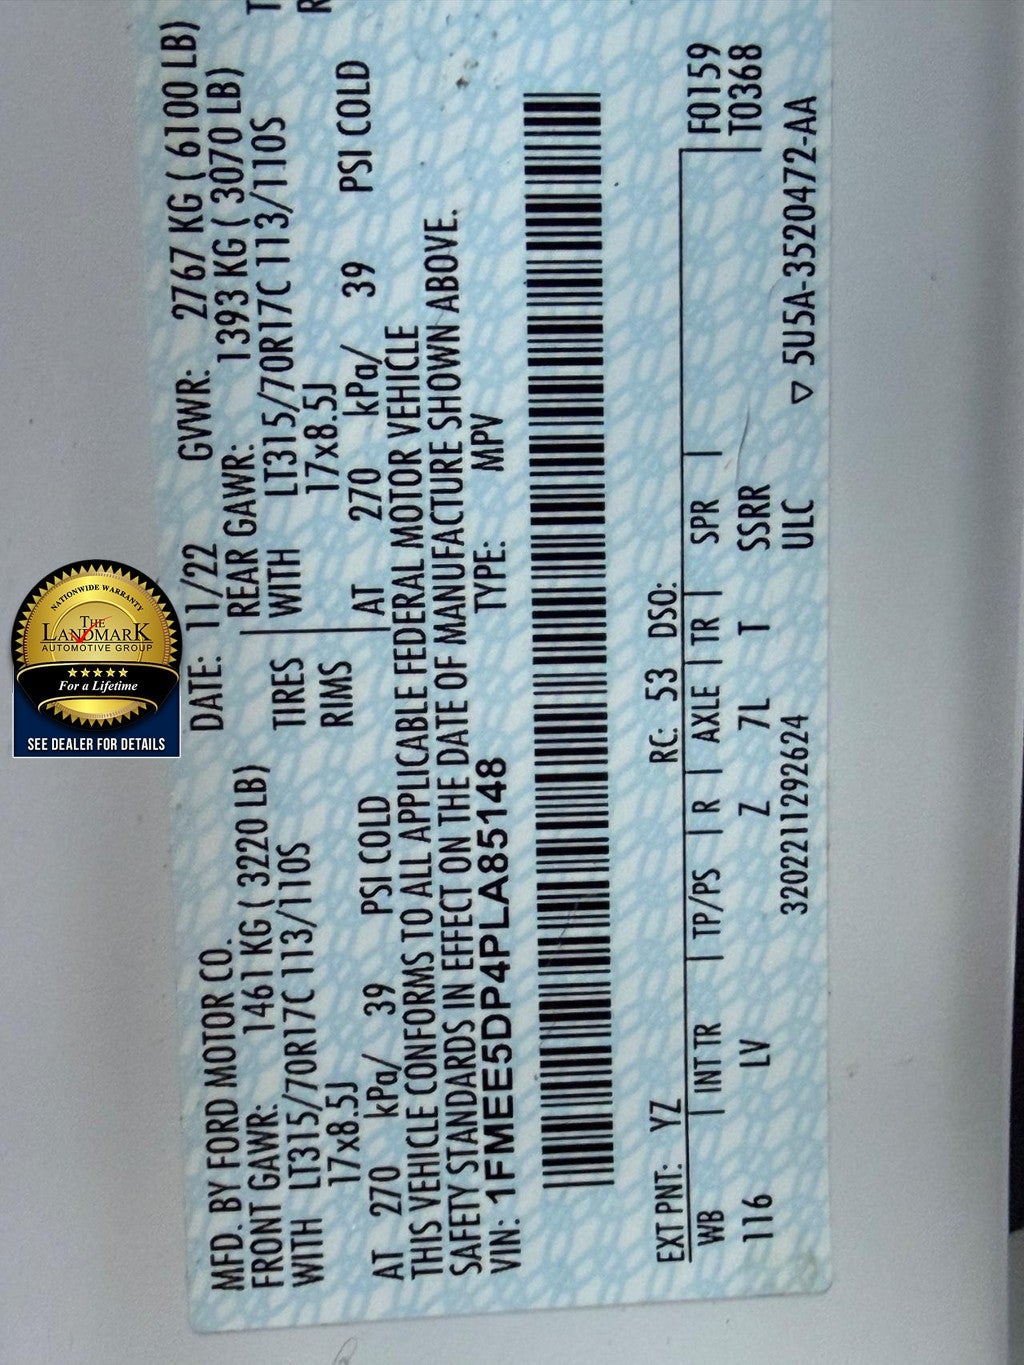 MFD. BY FORD MOTOR CO. DATE: 11/22 GVWR: 2767 KG ( 6100 LB)
FRONT GAWR: 1461 KG ( 3220 LB) REAR GAWR: 1393 KG ( 3070 LB)
WITH LT315/70R17C 113/110S TIRES WITH LT315/70R17C 113/110S T
17x8.5J RIMS 17x8.5J R
AT 270 kPa/ 39 PSI COLD AT 270 kPa/ 39 PSI COLD
THIS VEHICLE CONFORMS TO ALL APPLICABLE FEDERAL MOTOR VEHICLE
SAFETY STANDARDS IN EFFECT ON THE DATE OF MANUFACTURE SHOWN ABOVE.
VIN: 1FMEE5DP4PLA85148 TYPE: MPV
EXT PNT: YZ RC: 53 DSO: F0159
WB INT TR TP/PS R AXLE TR SPR T0368
116 LV Z 7L T SSRR
3202211292624 ULC ▽ 5U5A-3520472-AA
NATIONWIDE WARRANTY
THE
LANDMARK
AUTOMOTIVE GROUP
For a Lifetime
SEE DEALER FOR DETAILS